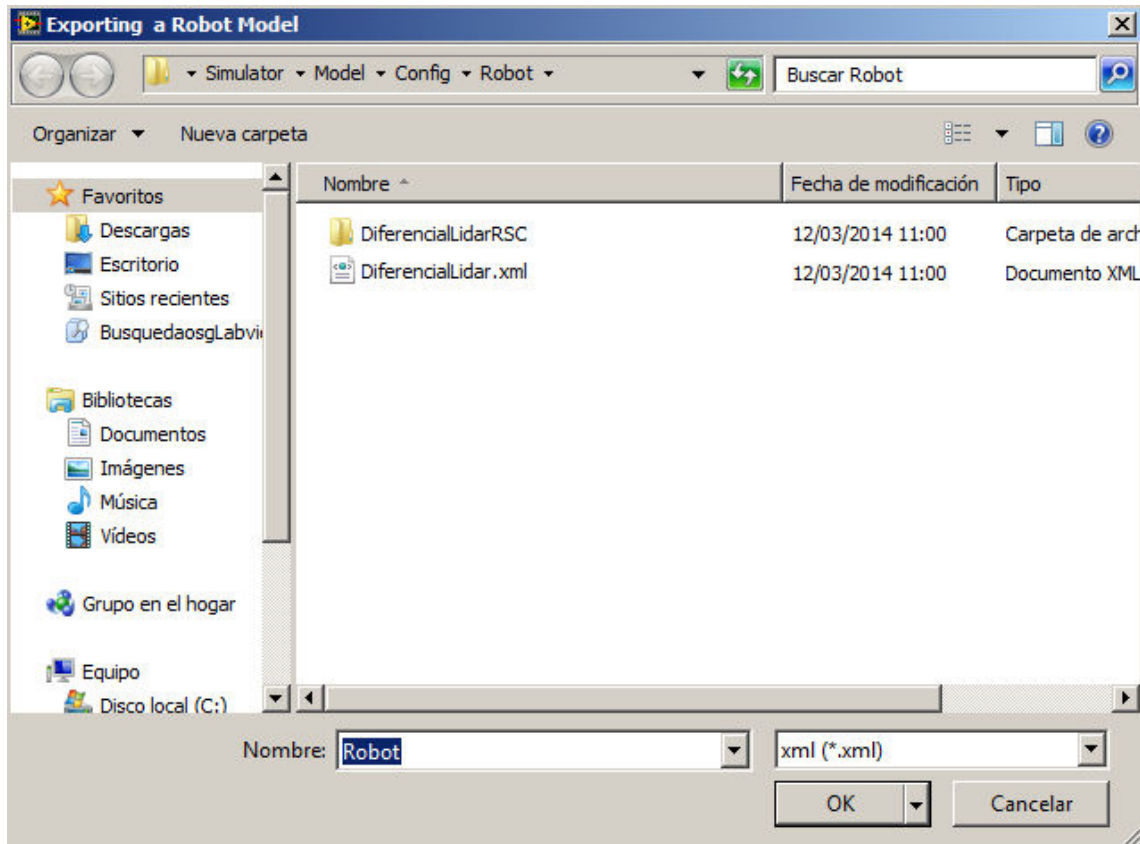 Exporting a Robot Model
Simulator Model Config Robot
Buscar Robot
Organizar Nueva carpeta
Favoritos
Descargas
Escritorio
Sitios recientes
BusquedaosgLabvi
Bibliotecas
Documentos
Imágenes
Música
Vídeos
Grupo en el hogar
Equipo
Disco local (C:)
Nombre Fecha de modificación Tipo
DiferencialLidarRSC 12/03/2014 11:00 Carpeta de arch
DiferencialLidar.xml 12/03/2014 11:00 Documento XML
Nombre: Robot xml (*.xml)
OK Cancelar